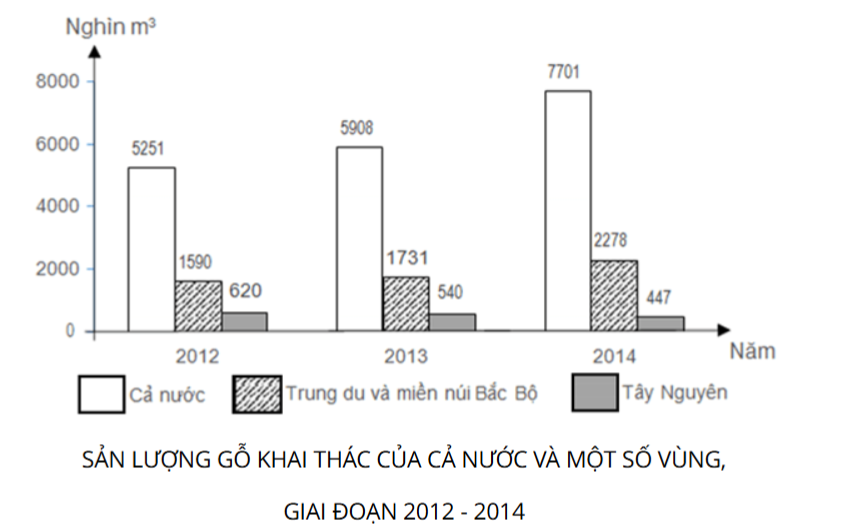 Nghìn m³
8000
6000
4000
2000
0
5251
1590
620
5908
1731
540
7701
2278
447
2012
2013
2014
Năm
Cả nước
Trung du và miền núi Bắc Bộ
Tây Nguyên
SẢN LƯỢNG GỖ KHAI THÁC CỦA CẢ NƯỚC VÀ MỘT SỐ VÙNG,
GIAI ĐOẠN 2012 - 2014